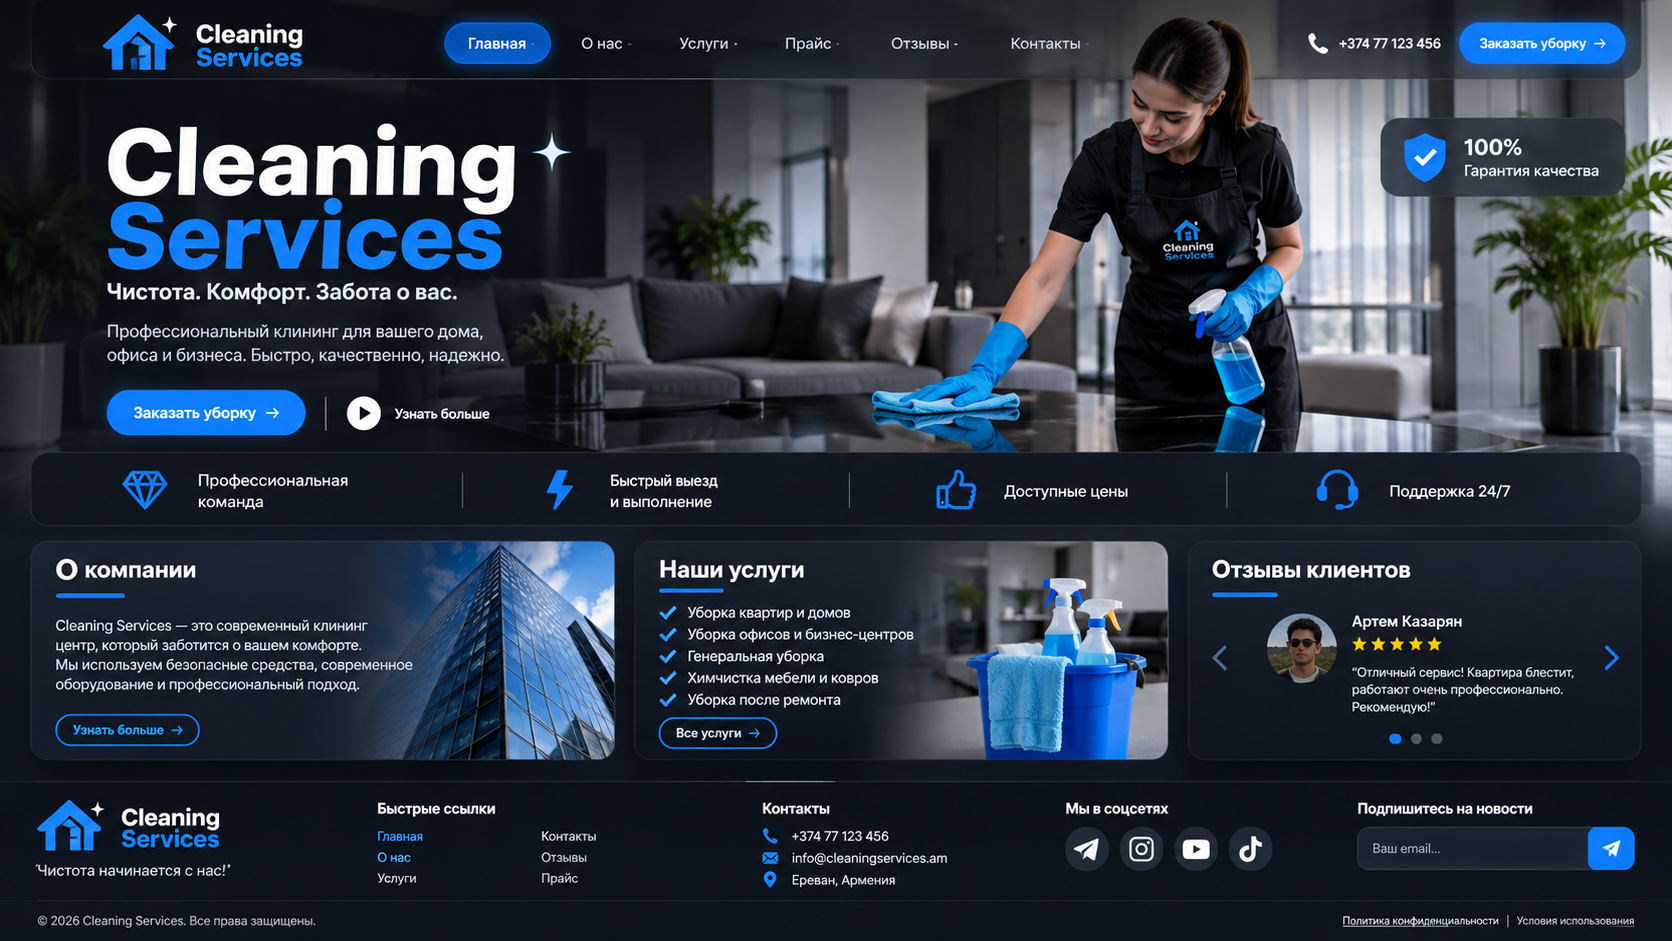 Cleaning
Services
Главная
О нас
Услуги
Прайс
Отзывы
Контакты
+374 77 123 456
Заказать уборку →
Cleaning
Services
Чистота. Комфорт. Забота о вас.
Профессиональный клининг для вашего дома,
офиса и бизнеса. Быстро, качественно, надежно.
Заказать уборку →
Узнать больше
100%
Гарантия качества
Cleaning
Services
Профессиональная
команда
Быстрый выезд
и выполнение
Доступные цены
Поддержка 24/7
О компании
Cleaning Services — это современный клининг
центр, который заботится о вашем комфорте.
Мы используем безопасные средства, современное
оборудование и профессиональный подход.
Узнать больше →
Наши услуги
Уборка квартир и домов
Уборка офисов и бизнес-центров
Генеральная уборка
Химчистка мебели и ковров
Уборка после ремонта
Все услуги →
Отзывы клиентов
Артем Казарян
“Отличный сервис! Квартира блестит,
работают очень профессионально.
Рекомендую!”
Cleaning
Services
"Чистота начинается с нас!"
Быстрые ссылки
Главная
О нас
Услуги
Контакты
Отзывы
Прайс
Контакты
+374 77 123 456
info@cleaningservices.am
Ереван, Армения
Мы в соцсетях
Подпишитесь на новости
Ваш email...
© 2026 Cleaning Services. Все права защищены.
Политика конфиденциальности | Условия использования